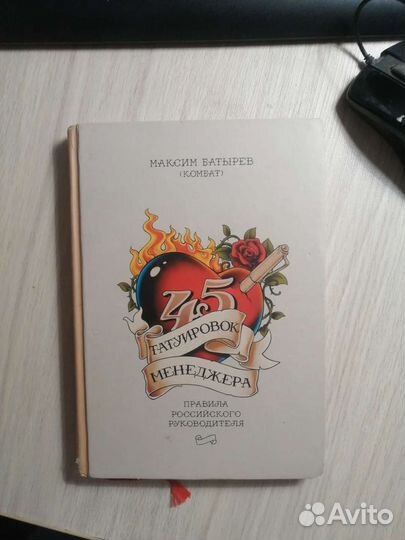 МАКСИМ БАТЫРЕВ
(КОМБАТ)
45
ТАТУИРОВОК
МЕНЕДЖЕРА
ПРАВИЛА
РОССИЙСКОГО
РУКОВОДИТЕЛЯ
Avito